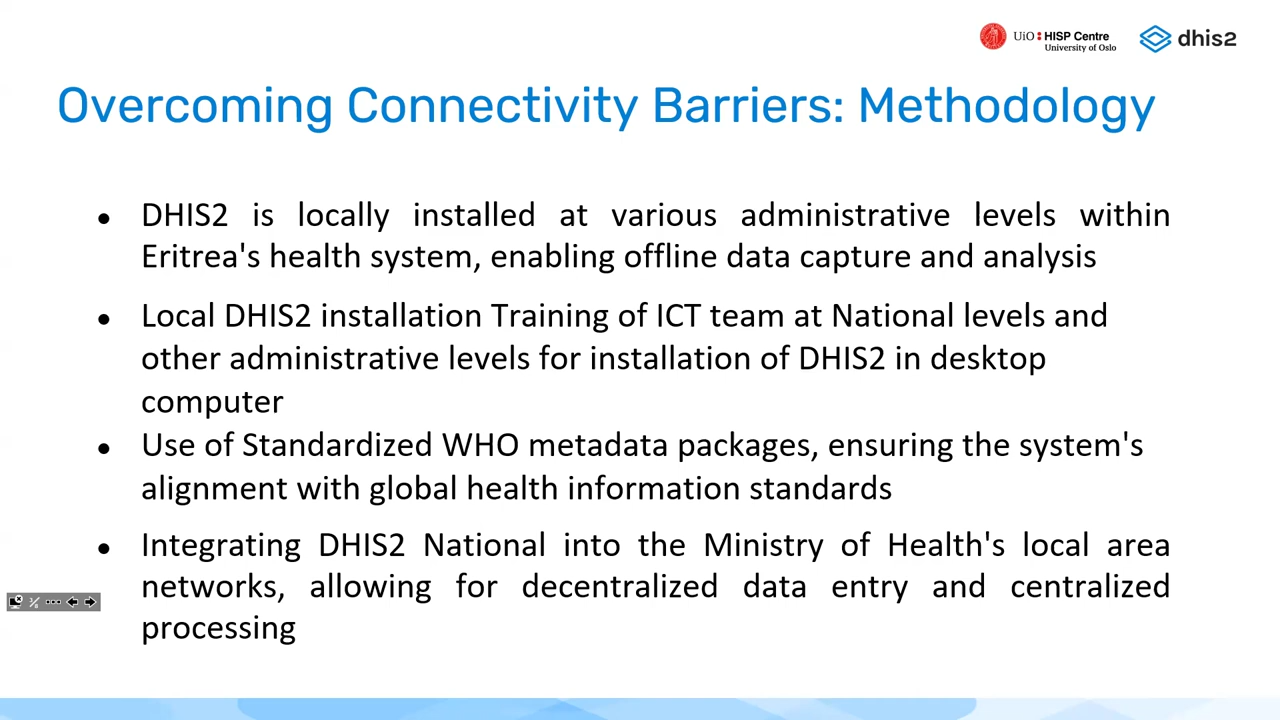 UiO HISP Centre
University of Oslo
dhis2
Overcoming Connectivity Barriers: Methodology
• DHIS2 is locally installed at various administrative levels within
Eritrea's health system, enabling offline data capture and analysis
• Local DHIS2 installation Training of ICT team at National levels and
other administrative levels for installation of DHIS2 in desktop
computer
• Use of Standardized WHO metadata packages, ensuring the system's
alignment with global health information standards
• Integrating DHIS2 National into the Ministry of Health's local area
networks, allowing for decentralized data entry and centralized
processing